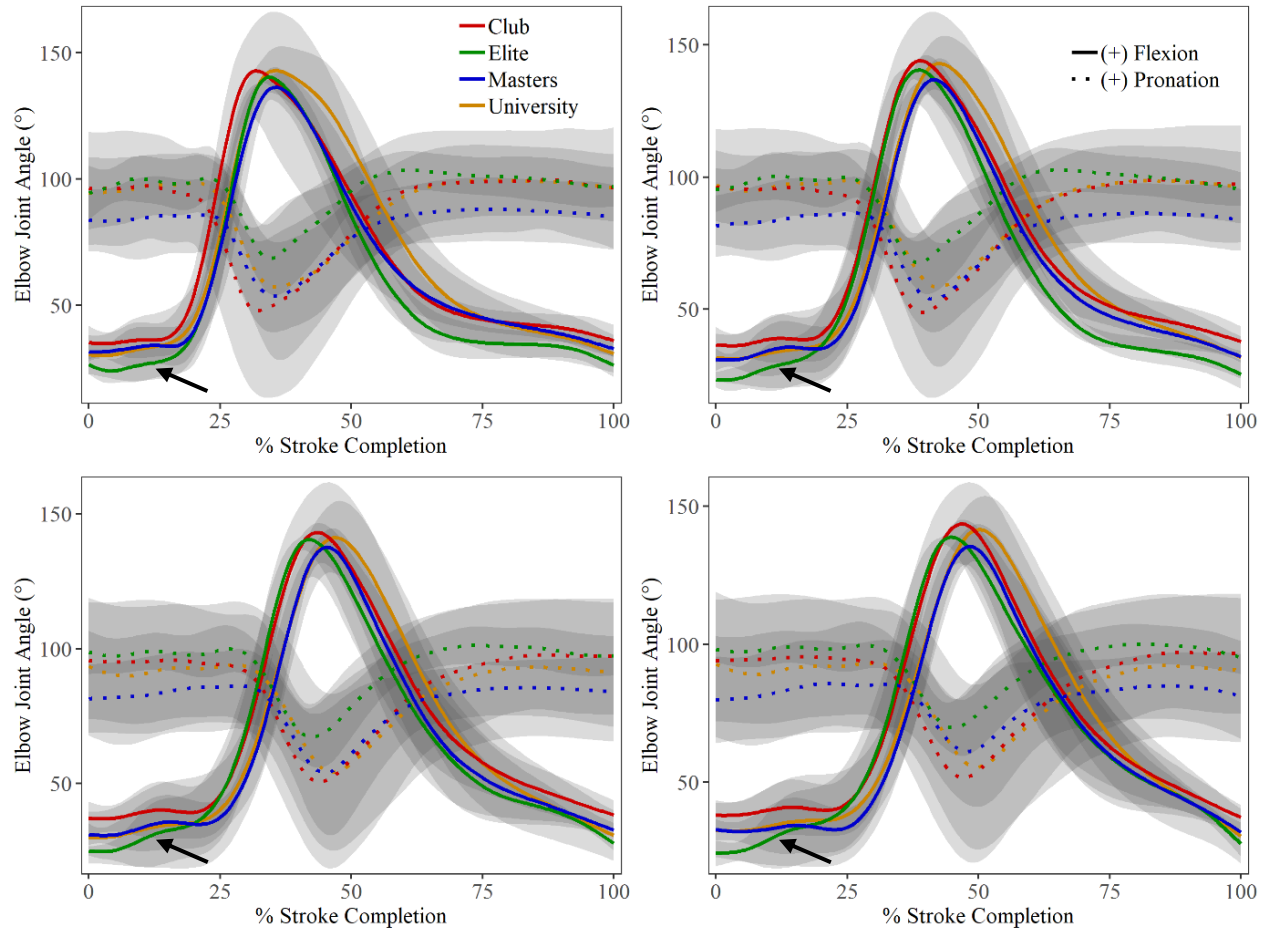 Club
Elite
Masters
University
150
100
50
Elbow Joint Angle (°)
0 25 50 75 100
% Stroke Completion
(+) Flexion
(+) Pronation
150
100
50
Elbow Joint Angle (°)
0 25 50 75 100
% Stroke Completion
150
100
50
Elbow Joint Angle (°)
0 25 50 75 100
% Stroke Completion
150
100
50
Elbow Joint Angle (°)
0 25 50 75 100
% Stroke Completion